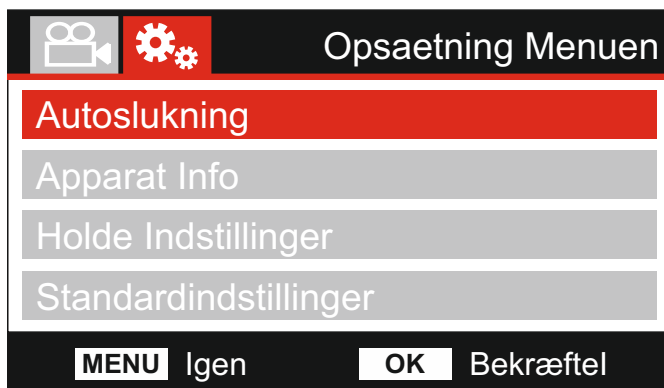 Opsaetning Menuen
Autoslukning
Apparat Info
Holde Indstillinger
Standardindstillinger
MENU Igen OK Bekræftel